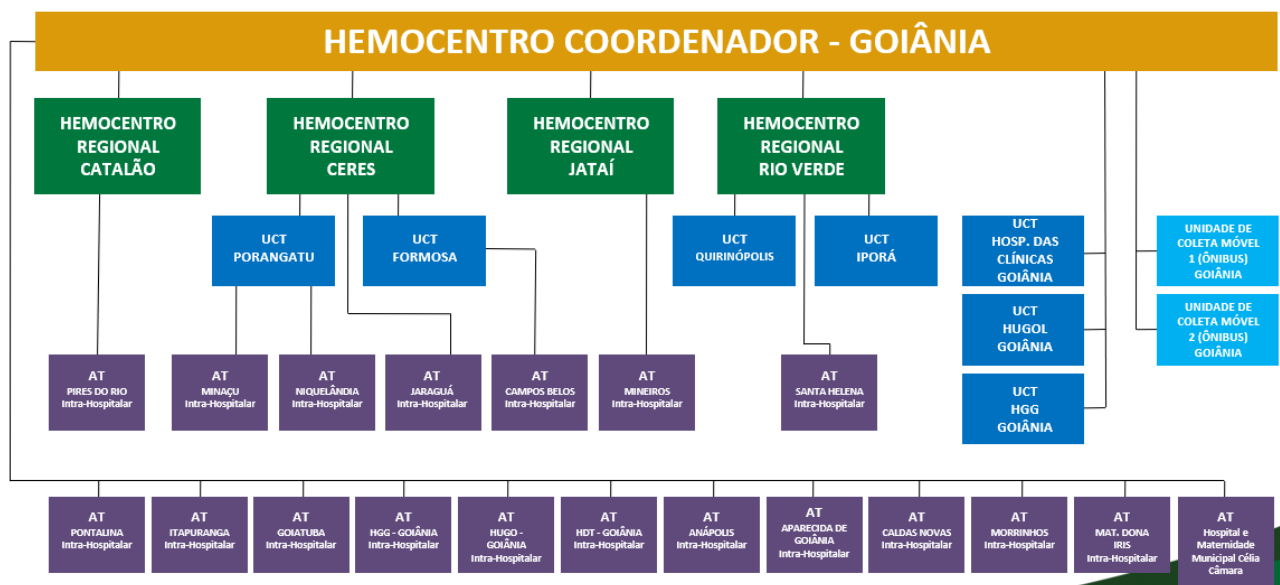 HEMOCENTRO COORDENADOR - GOIÂNIA
HEMOCENTRO
REGIONAL
CATALÃO
HEMOCENTRO
REGIONAL
CERES
HEMOCENTRO
REGIONAL
JATAÍ
HEMOCENTRO
REGIONAL
RIO VERDE
UCT
PORANGATU
UCT
FORMOSA
UCT
QUIRINÓPOLIS
UCT
IPORÁ
UCT
HOSP. DAS
CLÍNICAS
GOIÂNIA
UNIDADE DE
COLETA MÓVEL
1 (ÔNIBUS)
GOIÂNIA
UCT
HUGOL
GOIÂNIA
UNIDADE DE
COLETA MÓVEL
2 (ÔNIBUS)
GOIÂNIA
UCT
HGG
GOIÂNIA
AT
PIRES DO RIO
Intra-Hospitalar
AT
MINAÇU
Intra-Hospitalar
AT
NIQUELÂNDIA
Intra-Hospitalar
AT
JARAGUÁ
Intra-Hospitalar
AT
CAMPOS BELOS
Intra-Hospitalar
AT
MINEIROS
Intra-Hospitalar
AT
SANTA HELENA
Intra-Hospitalar
AT
PONTALINA
Intra-Hospitalar
AT
ITAPURANGA
Intra-Hospitalar
AT
GOIATUBA
Intra-Hospitalar
AT
HGG - GOIÂNIA
Intra-Hospitalar
AT
HUGO -
GOIÂNIA
Intra-Hospitalar
AT
HDT - GOIÂNIA
Intra-Hospitalar
AT
ANÁPOLIS
Intra-Hospitalar
AT
APARECIDA DE
GOIÂNIA
Intra-Hospitalar
AT
CALDAS NOVAS
Intra-Hospitalar
AT
MORRINHOS
Intra-Hospitalar
AT
MAT. DONA
IRIS
Intra-Hospitalar
AT
Hospital e
Maternidade
Municipal Célia
Câmara